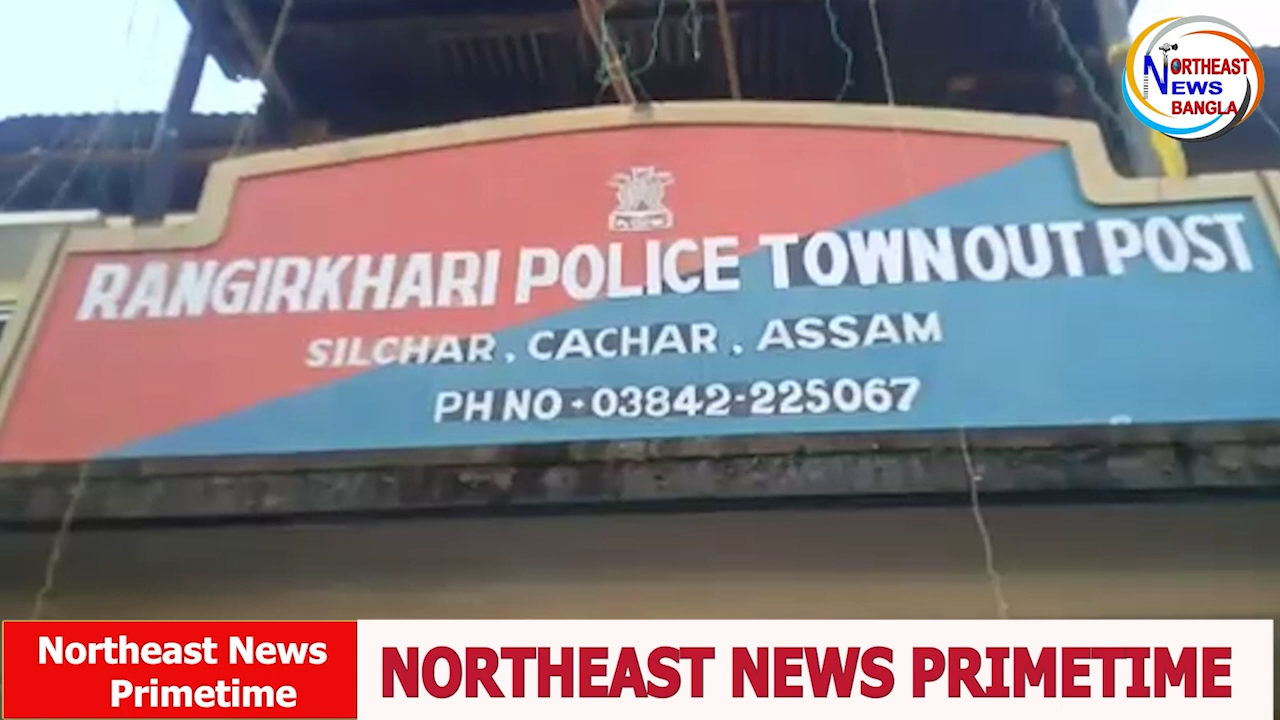 NORTHEAST
NEWS
BANGLA
RANGIRKHARI POLICE TOWN OUT POST
SILCHAR, CACHAR, ASSAM
PH NO - 03842-225067
Northeast News
Primetime
NORTHEAST NEWS PRIMETIME